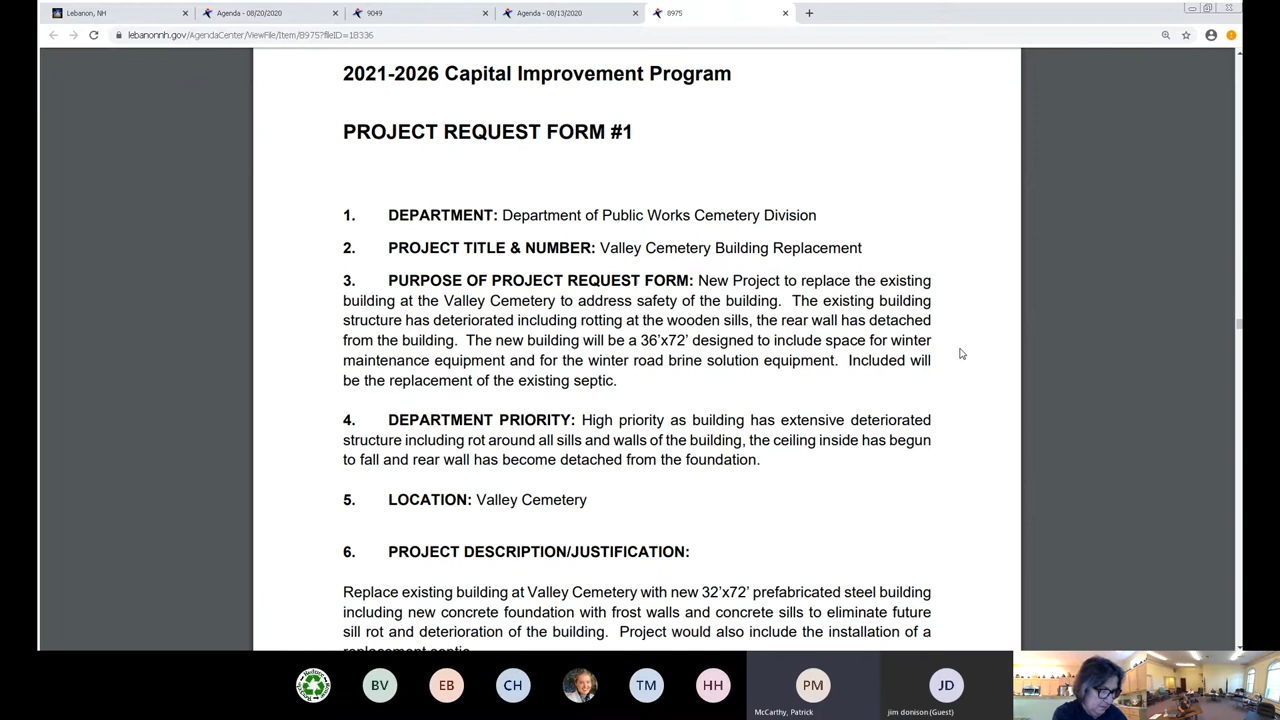 Lebanon, NH
Agenda - 08/20/2020
9049
Agenda - 08/13/2020
8975
lebanonnh.gov/AgendaCenter/ViewFile/Item/8975?fileID=18336
2021-2026 Capital Improvement Program
PROJECT REQUEST FORM #1
1. DEPARTMENT: Department of Public Works Cemetery Division
2. PROJECT TITLE & NUMBER: Valley Cemetery Building Replacement
3. PURPOSE OF PROJECT REQUEST FORM: New Project to replace the existing
building at the Valley Cemetery to address safety of the building. The existing building
structure has deteriorated including rotting at the wooden sills, the rear wall has detached
from the building. The new building will be a 36'x72' designed to include space for winter
maintenance equipment and for the winter road brine solution equipment. Included will
be the replacement of the existing septic.
4. DEPARTMENT PRIORITY: High priority as building has extensive deteriorated
structure including rot around all sills and walls of the building, the ceiling inside has begun
to fall and rear wall has become detached from the foundation.
5. LOCATION: Valley Cemetery
6. PROJECT DESCRIPTION/JUSTIFICATION:
Replace existing building at Valley Cemetery with new 32'x72' prefabricated steel building
including new concrete foundation with frost walls and concrete sills to eliminate future
sill rot and deterioration of the building. Project would also include the installation of a
replacement septic
BV EB CH TM HH PM JD
McCarthy, Patrick
jim donison (Guest)